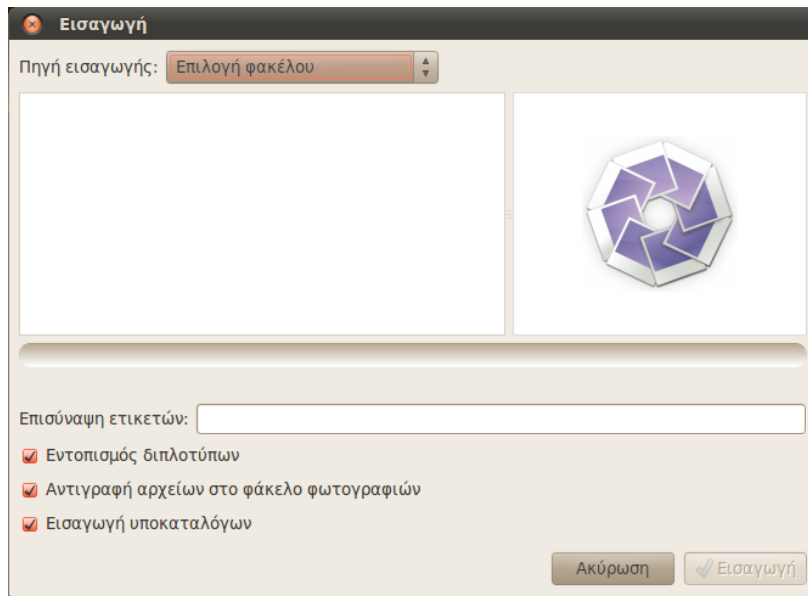 Εισαγωγή
Πηγή εισαγωγής: Επιλογή φακέλου
Επισύναψη ετικετών:
Εντοπισμός διπλοτύπων
Αντιγραφή αρχείων στο φάκελο φωτογραφιών
Εισαγωγή υποκαταλόγων
Ακύρωση Εισαγωγή